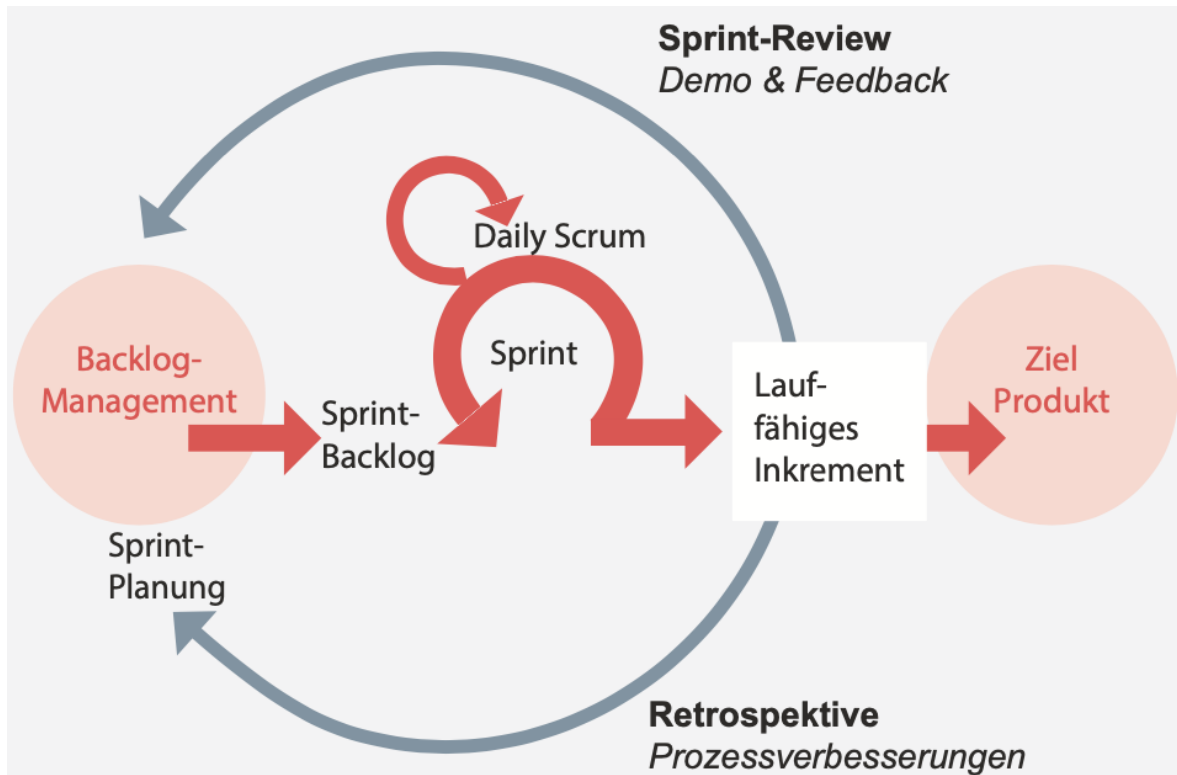 Sprint-Review
Demo & Feedback
Daily Scrum
Sprint
Backlog-
Management
Sprint-
Backlog
Lauf-
fähiges
Inkrement
Ziel
Produkt
Sprint-
Planung
Retrospektive
Prozessverbesserungen